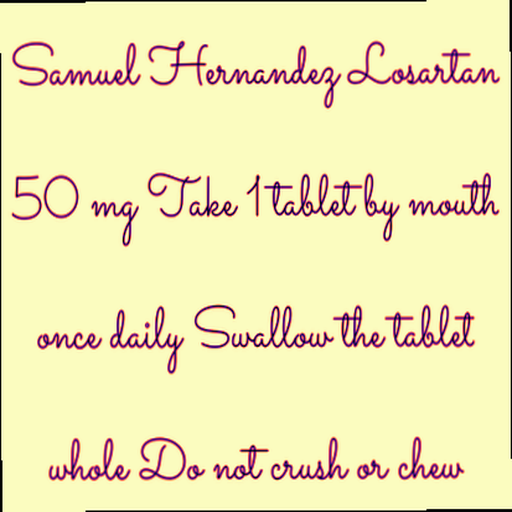 Samuel Hernandez Losartan
50 mg Take 1 tablet by mouth
once daily Swallow the tablet
whole Do not crush or chew